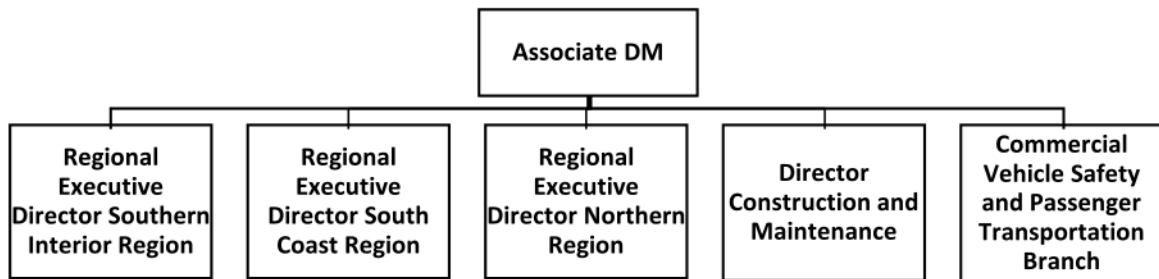 Associate DM
Regional
Executive
Director Southern
Interior Region
Regional
Executive
Director South
Coast Region
Regional
Executive
Director Northern
Region
Director
Construction and
Maintenance
Commercial
Vehicle Safety
and Passenger
Transportation
Branch